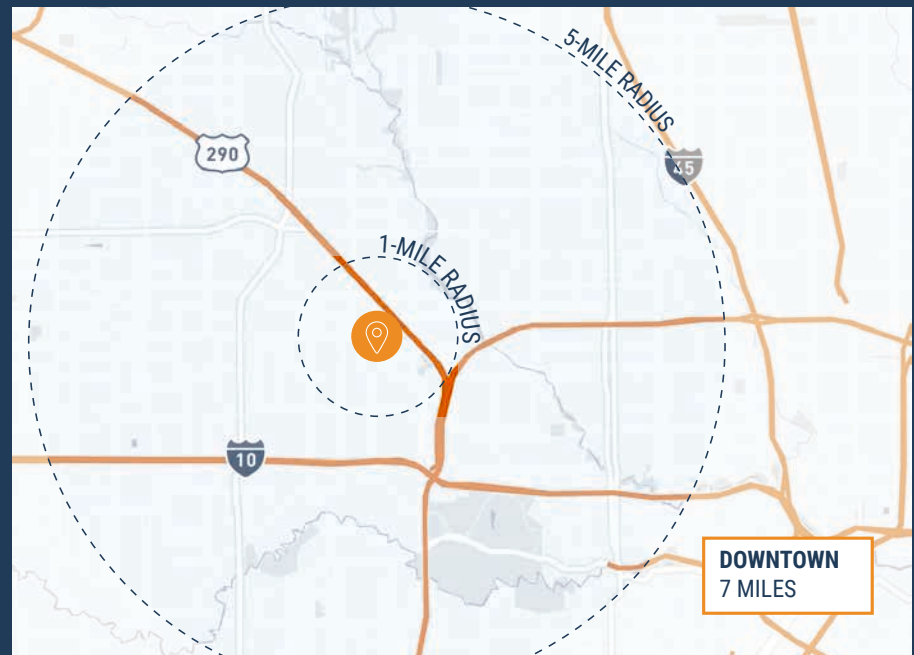 5-MILE RADIUS
290
45
1-MILE RADIUS
10
DOWNTOWN
7 MILES